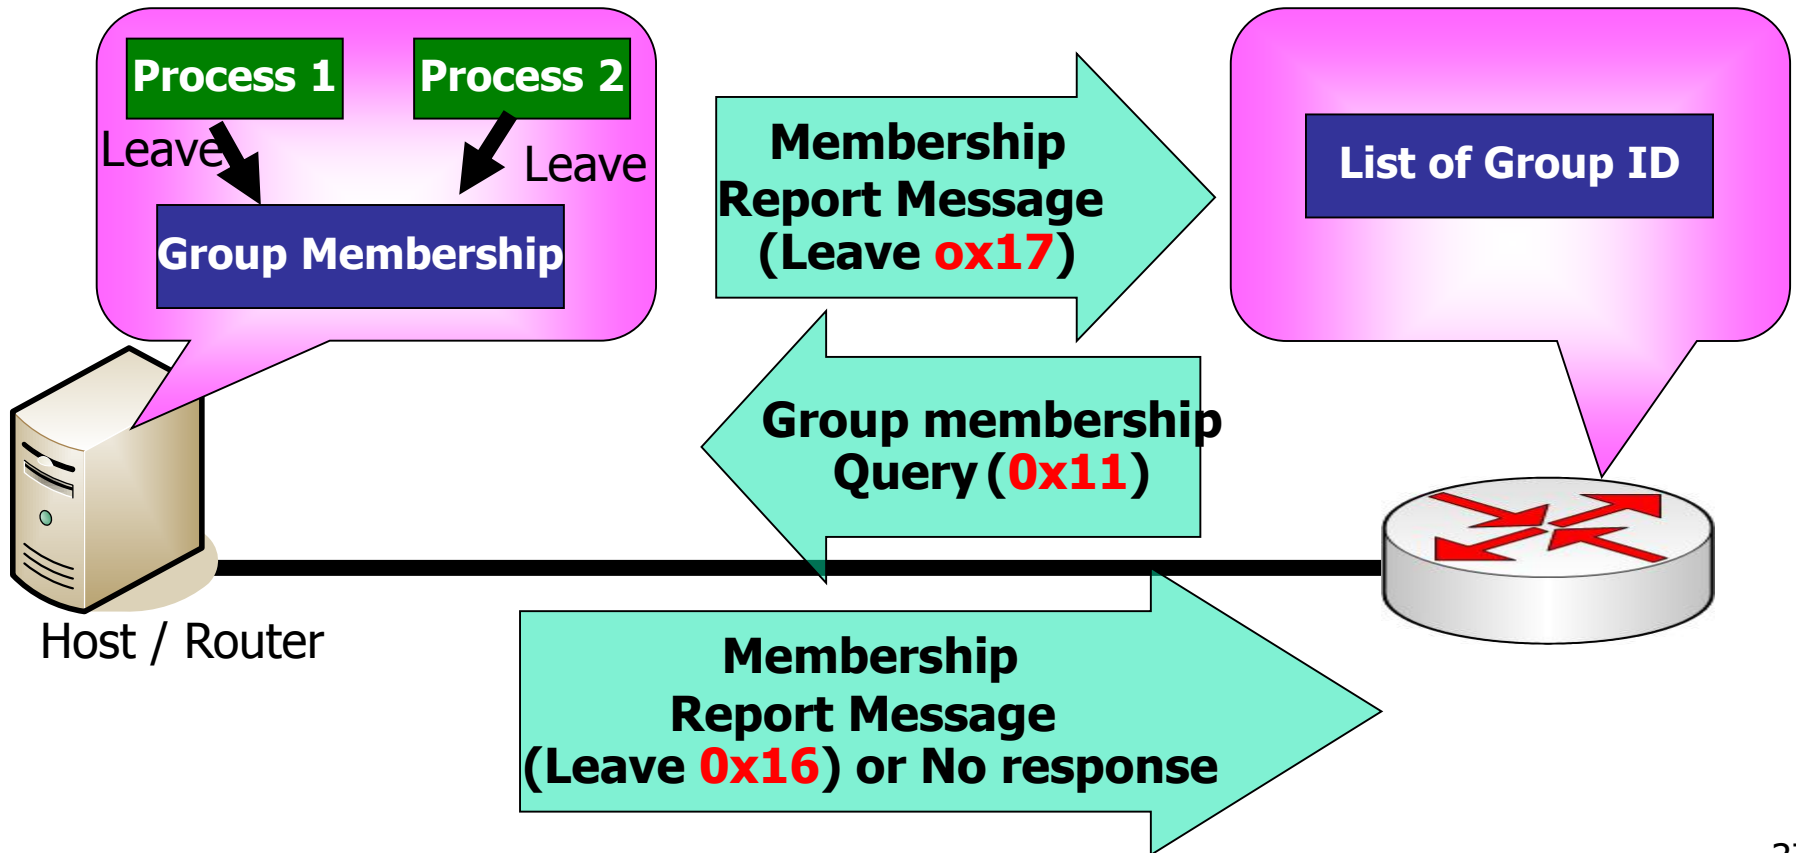 Process 1
Process 2
Leave
Leave
Group Membership
Membership
Report Message
(Leave ox17)
List of Group ID
Group membership
Query (0x11)
Host / Router
Membership
Report Message
(Leave 0x16) or No response